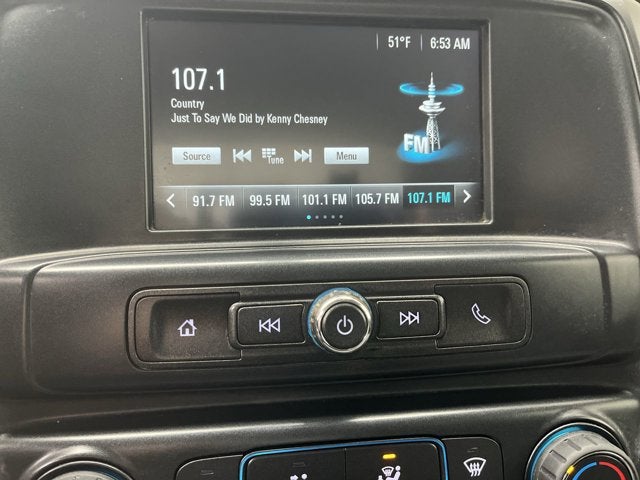 51°F 6:53 AM
107.1
Country
Just To Say We Did by Kenny Chesney
FM
Source Tune Menu
91.7 FM 99.5 FM 101.1 FM 105.7 FM 107.1 FM